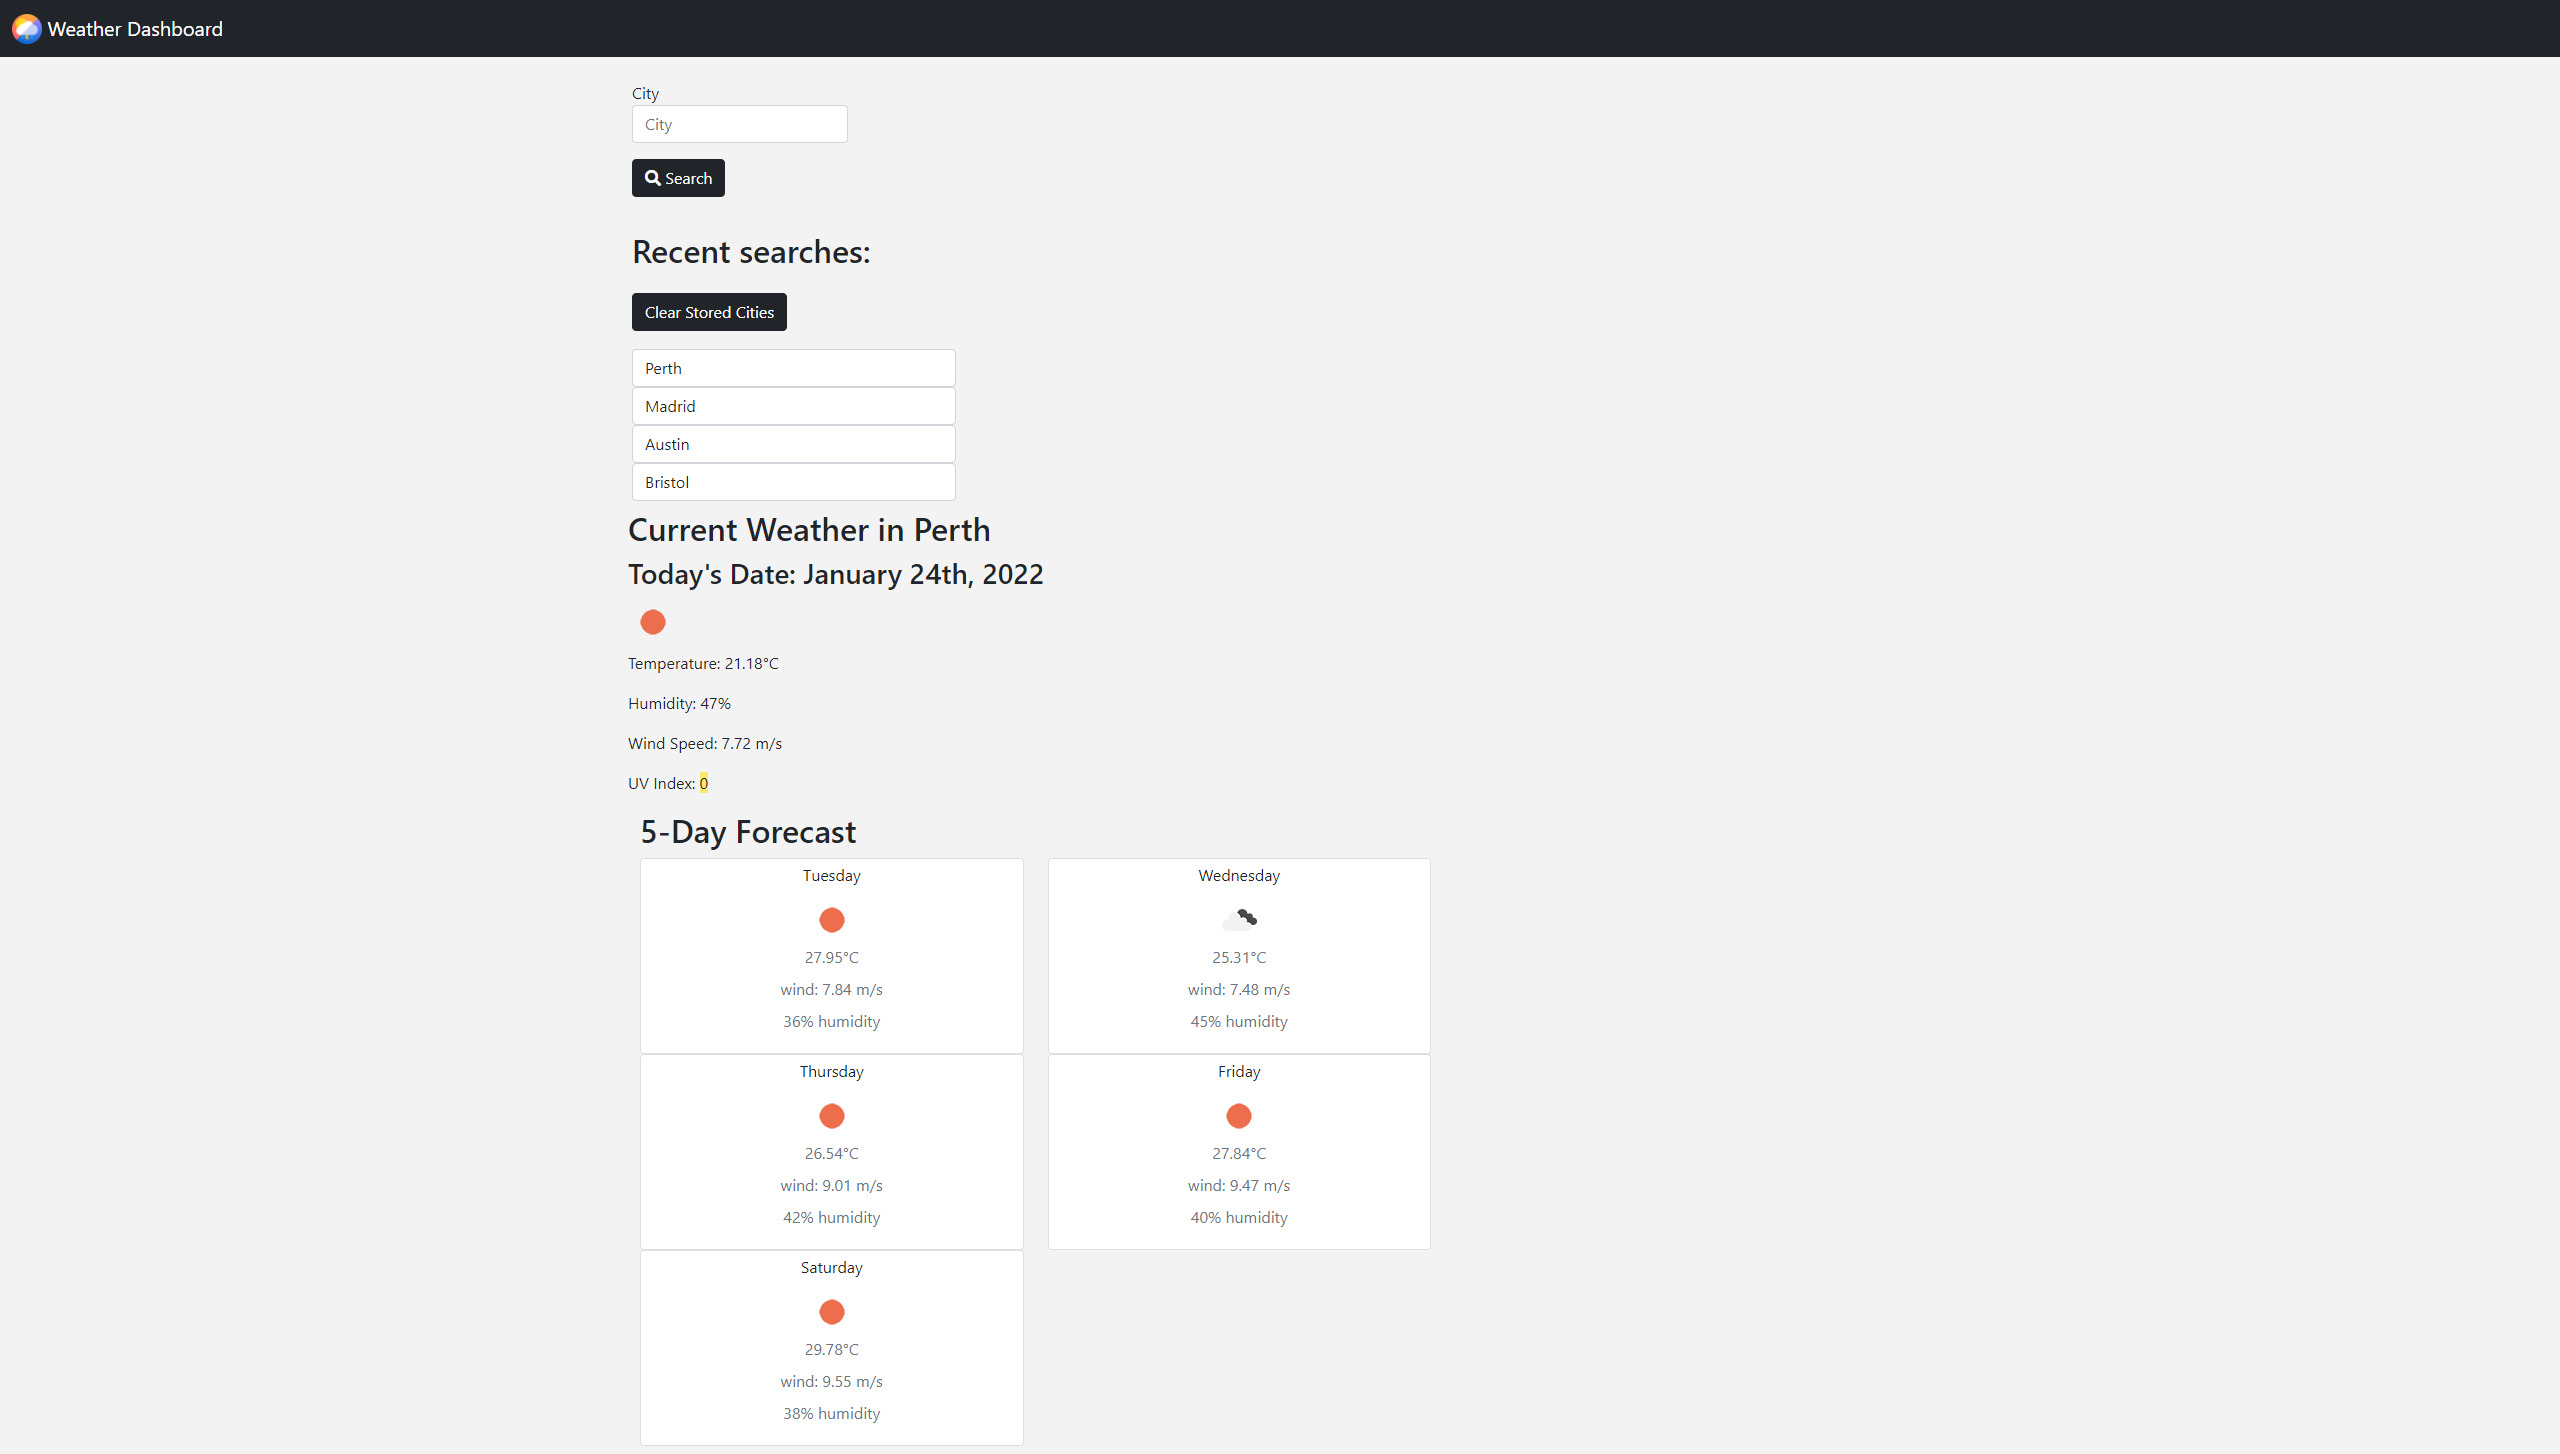 Weather Dashboard
City
City
Search
Recent searches:
Clear Stored Cities
Perth
Madrid
Austin
Bristol
Current Weather in Perth
Today's Date: January 24th, 2022
Temperature: 21.18°C
Humidity: 47%
Wind Speed: 7.72 m/s
UV Index: 0
5-Day Forecast
Tuesday
27.95°C
wind: 7.84 m/s
36% humidity
Wednesday
25.31°C
wind: 7.48 m/s
45% humidity
Thursday
26.54°C
wind: 9.01 m/s
42% humidity
Friday
27.84°C
wind: 9.47 m/s
40% humidity
Saturday
29.78°C
wind: 9.55 m/s
38% humidity